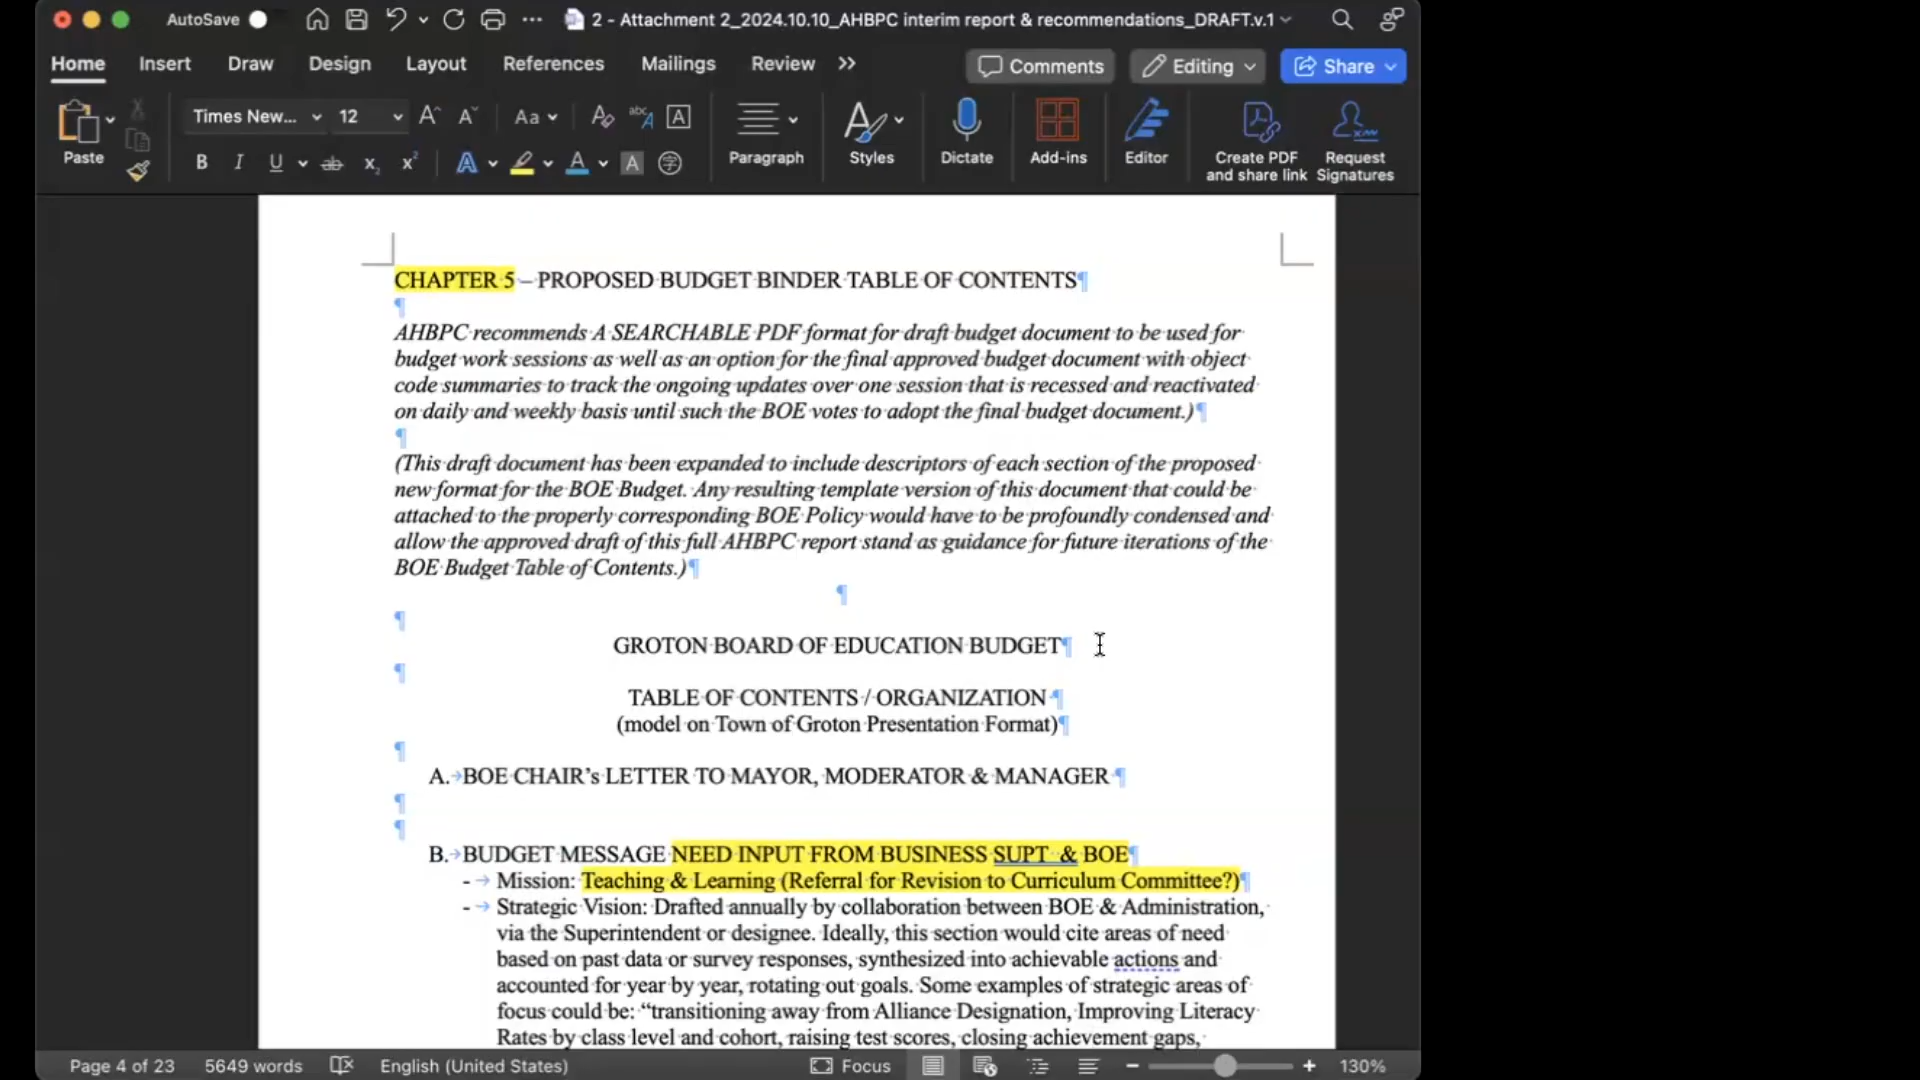 AutoSave
2 - Attachment 2_2024.10.10_AHBPC interim report & recommendations_DRAFT.v.1
Home Insert Draw Design Layout References Mailings Review >> Comments Editing Share
Times New... 12 Aa
Paste Paragraph Styles Dictate Add-ins Editor Create PDF and share link Request Signatures
CHAPTER 5 – PROPOSED BUDGET BINDER TABLE OF CONTENTS
AHBPC recommends A SEARCHABLE PDF format for draft budget document to be used for
budget work sessions as well as an option for the final approved budget document with object
code summaries to track the ongoing updates over one session that is recessed and reactivated
on daily and weekly basis until such the BOE votes to adopt the final budget document.)
(This draft document has been expanded to include descriptors of each section of the proposed
new format for the BOE Budget. Any resulting template version of this document that could be
attached to the properly corresponding BOE Policy would have to be profoundly condensed and
allow the approved draft of this full AHBPC report stand as guidance for future iterations of the
BOE Budget Table of Contents.)
GROTON BOARD OF EDUCATION BUDGET
TABLE OF CONTENTS / ORGANIZATION
(model on Town of Groton Presentation Format)
A. BOE CHAIR's LETTER TO MAYOR, MODERATOR & MANAGER
B. BUDGET MESSAGE NEED INPUT FROM BUSINESS SUPT & BOE
- Mission: Teaching & Learning (Referral for Revision to Curriculum Committee?)
- Strategic Vision: Drafted annually by collaboration between BOE & Administration,
via the Superintendent or designee. Ideally, this section would cite areas of need
based on past data or survey responses, synthesized into achievable actions and
accounted for year by year, rotating out goals. Some examples of strategic areas of
focus could be: “transitioning away from Alliance Designation, Improving Literacy
Rates by class level and cohort, raising test scores, closing achievement gaps,
Page 4 of 23 5649 words English (United States) Focus 130%